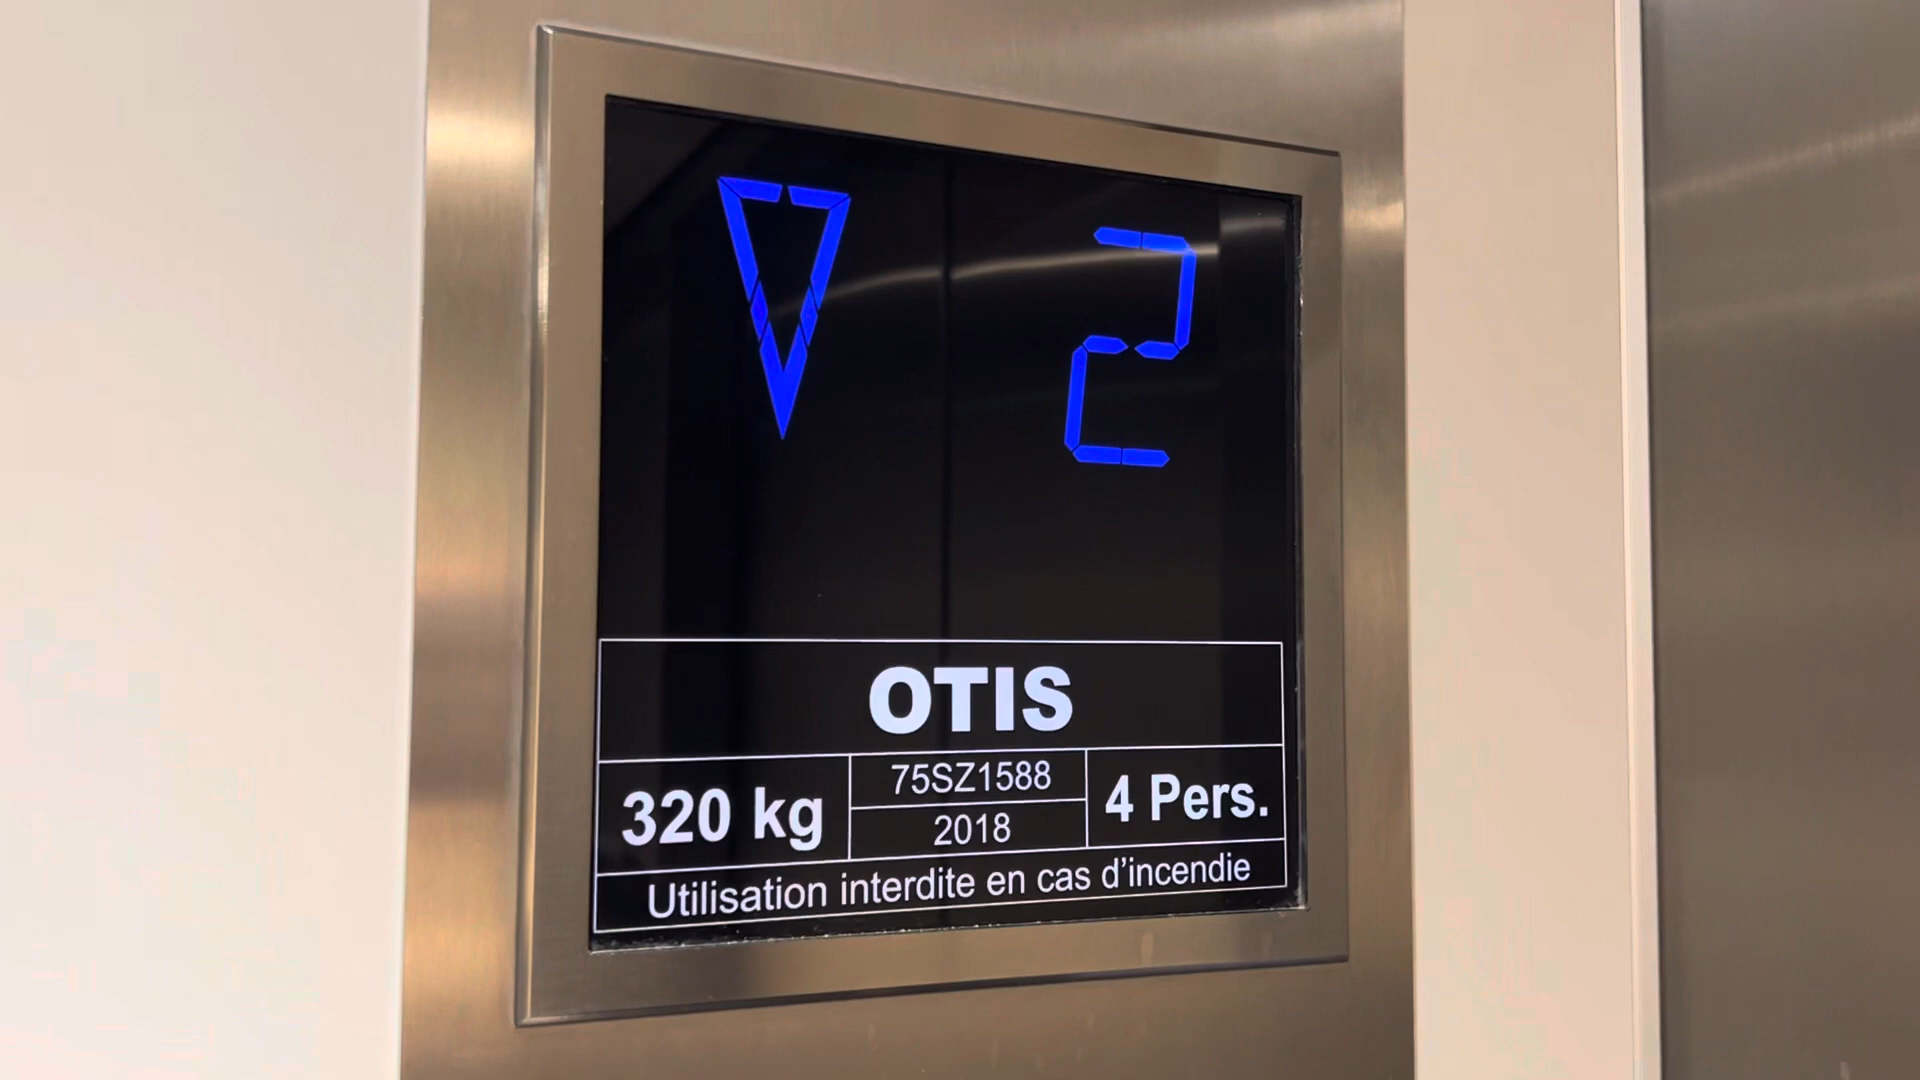 2
OTIS
320 kg
75SZ1588
2018
4 Pers.
Utilisation interdite en cas d’incendie